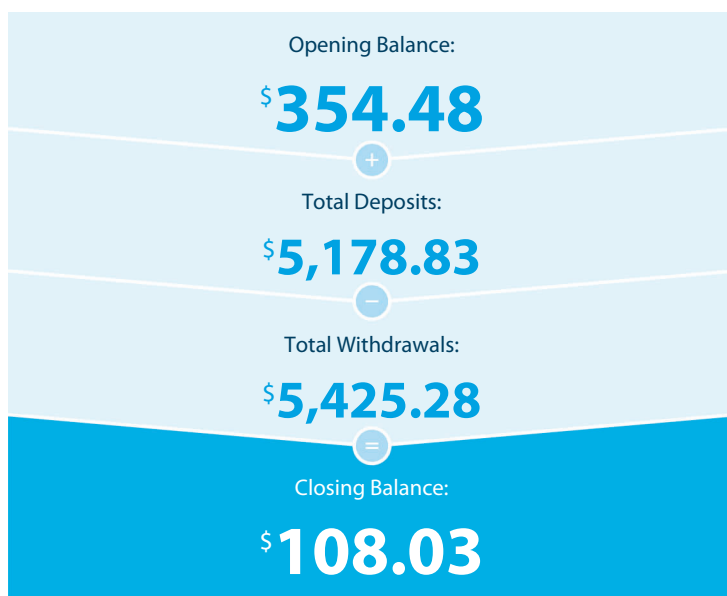 Opening Balance:
$354.48
+
Total Deposits:
$5,178.83
−
Total Withdrawals:
$5,425.28
=
Closing Balance:
$108.03